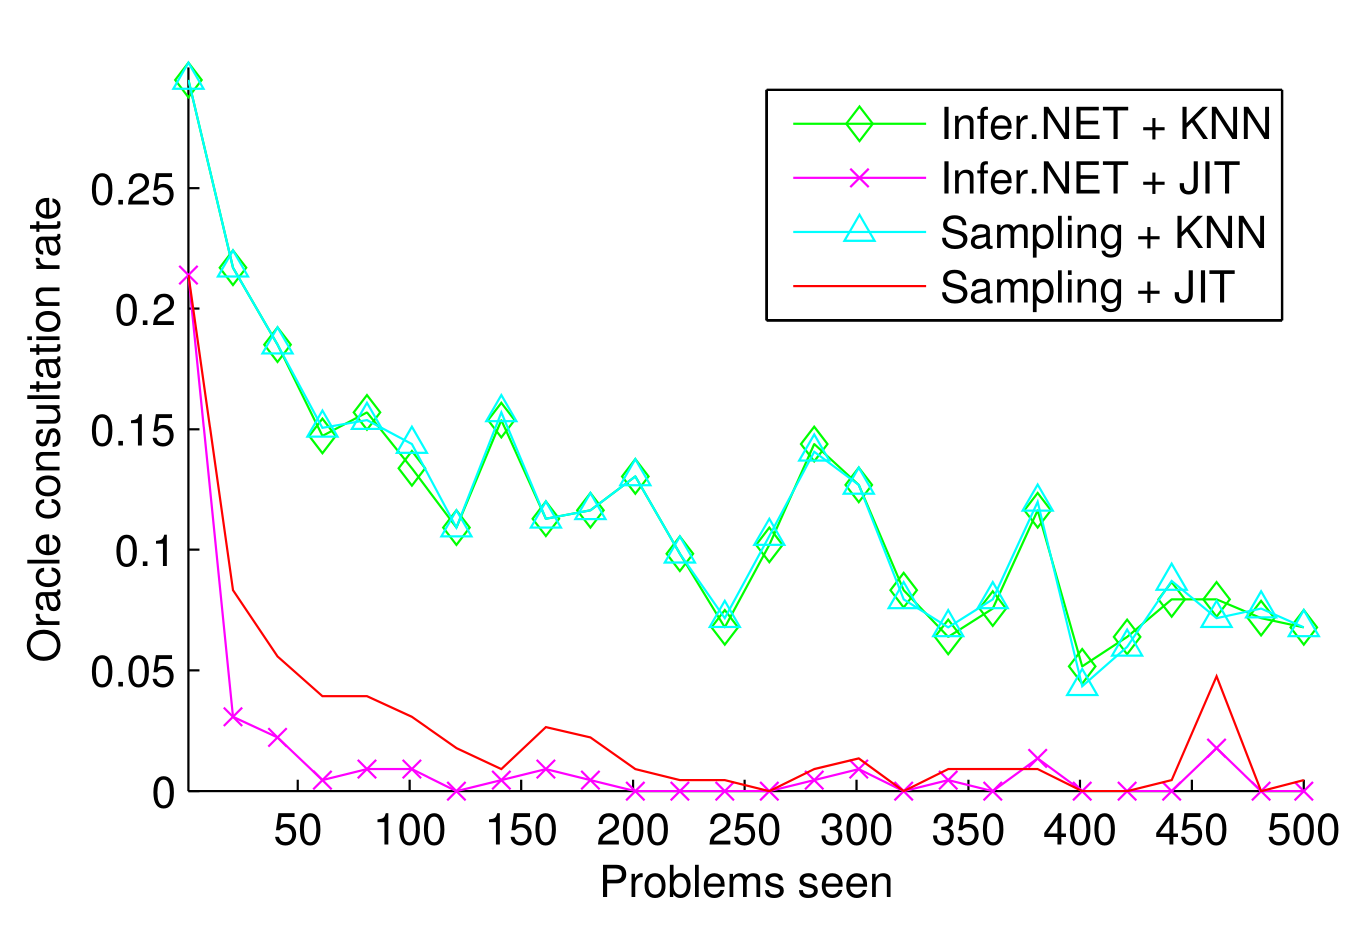 Infer.NET + KNN
Infer.NET + JIT
Sampling + KNN
Sampling + JIT
Oracle consultation rate
0.25
0.2
0.15
0.1
0.05
0
50 100 150 200 250 300 350 400 450 500
Problems seen